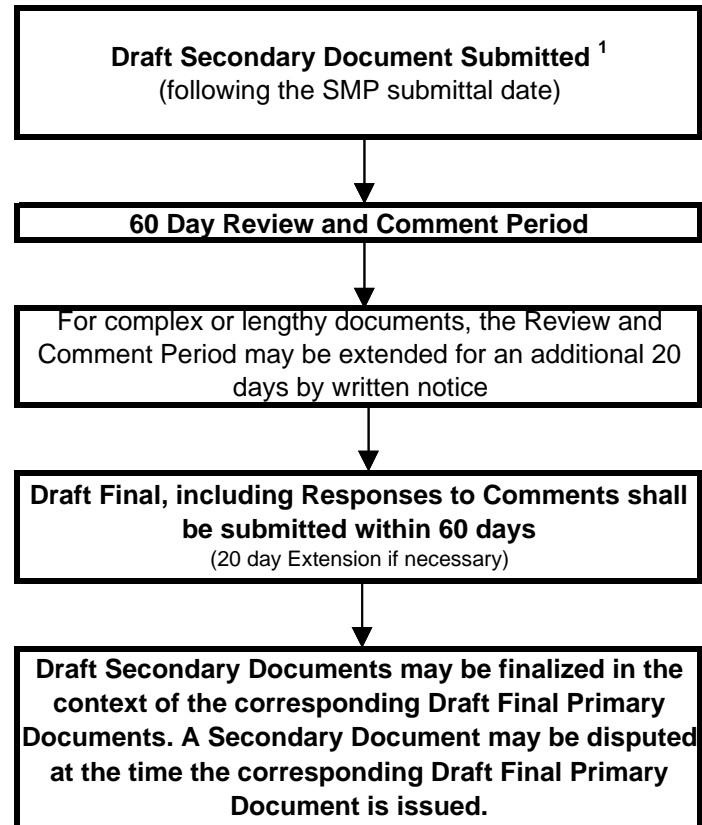 Draft Secondary Document Submitted ¹
(following the SMP submittal date)
60 Day Review and Comment Period
For complex or lengthy documents, the Review and
Comment Period may be extended for an additional 20
days by written notice
Draft Final, including Responses to Comments shall
be submitted within 60 days
(20 day Extension if necessary)
Draft Secondary Documents may be finalized in the
context of the corresponding Draft Final Primary
Documents. A Secondary Document may be disputed
at the time the corresponding Draft Final Primary
Document is issued.